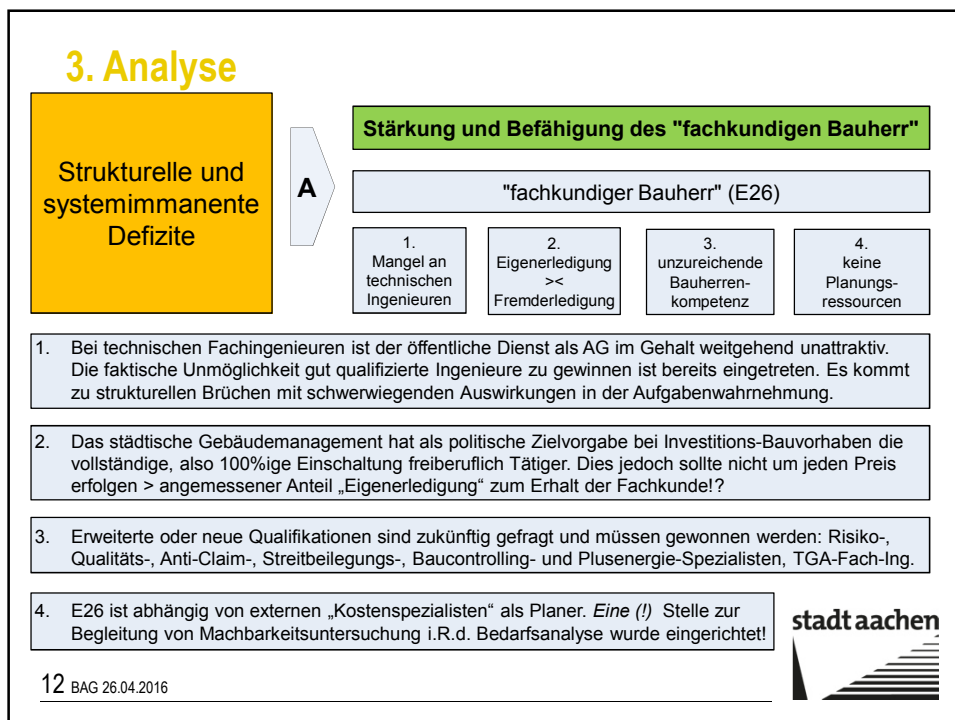 3. Analyse
Strukturelle und
systemimmanente
Defizite
A
Stärkung und Befähigung des "fachkundigen Bauherr"
"fachkundiger Bauherr" (E26)
1.
Mangel an
technischen
Ingenieuren
2.
Eigenerledigung
><
Fremderledigung
3.
unzureichende
Bauherren-
kompetenz
4.
keine
Planungs-
ressourcen
1. Bei technischen Fachingenieuren ist der öffentliche Dienst als AG im Gehalt weitgehend unattraktiv.
Die faktische Unmöglichkeit gut qualifizierte Ingenieure zu gewinnen ist bereits eingetreten. Es kommt
zu strukturellen Brüchen mit schwerwiegenden Auswirkungen in der Aufgabenwahrnehmung.
2. Das städtische Gebäudemanagement hat als politische Zielvorgabe bei Investitions-Bauvorhaben die
vollständige, also 100%ige Einschaltung freiberuflich Tätiger. Dies jedoch sollte nicht um jeden Preis
erfolgen > angemessener Anteil „Eigenerledigung“ zum Erhalt der Fachkunde!?
3. Erweiterte oder neue Qualifikationen sind zukünftig gefragt und müssen gewonnen werden: Risiko-,
Qualitäts-, Anti-Claim-, Streitbeilegungs-, Baucontrolling- und Plusenergie-Spezialisten, TGA-Fach-Ing.
4. E26 ist abhängig von externen „Kostenspezialisten“ als Planer. Eine (!) Stelle zur
Begleitung von Machbarkeitsuntersuchung i.R.d. Bedarfsanalyse wurde eingerichtet!
stadt aachen
12 BAG 26.04.2016